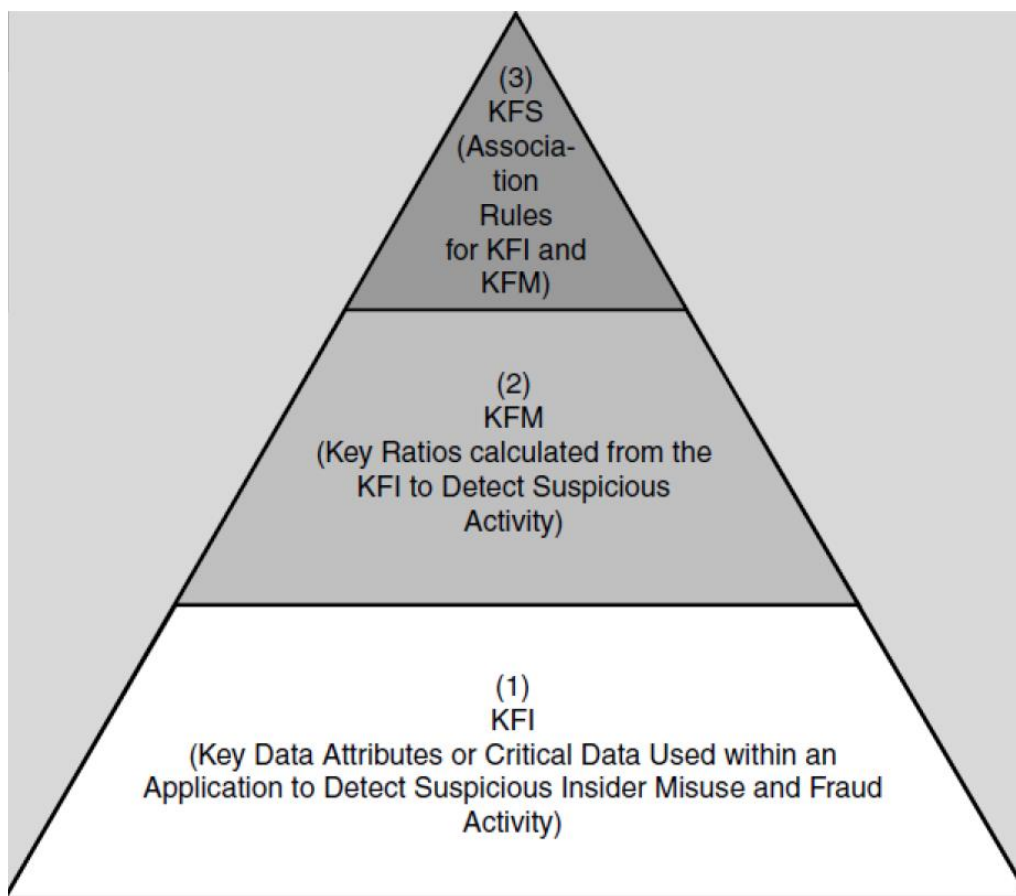 (3)
KFS
(Associa-
tion
Rules
for KFI and
KFM)
(2)
KFM
(Key Ratios calculated from the
KFI to Detect Suspicious
Activity)
(1)
KFI
(Key Data Attributes or Critical Data Used within an
Application to Detect Suspicious Insider Misuse and Fraud
Activity)